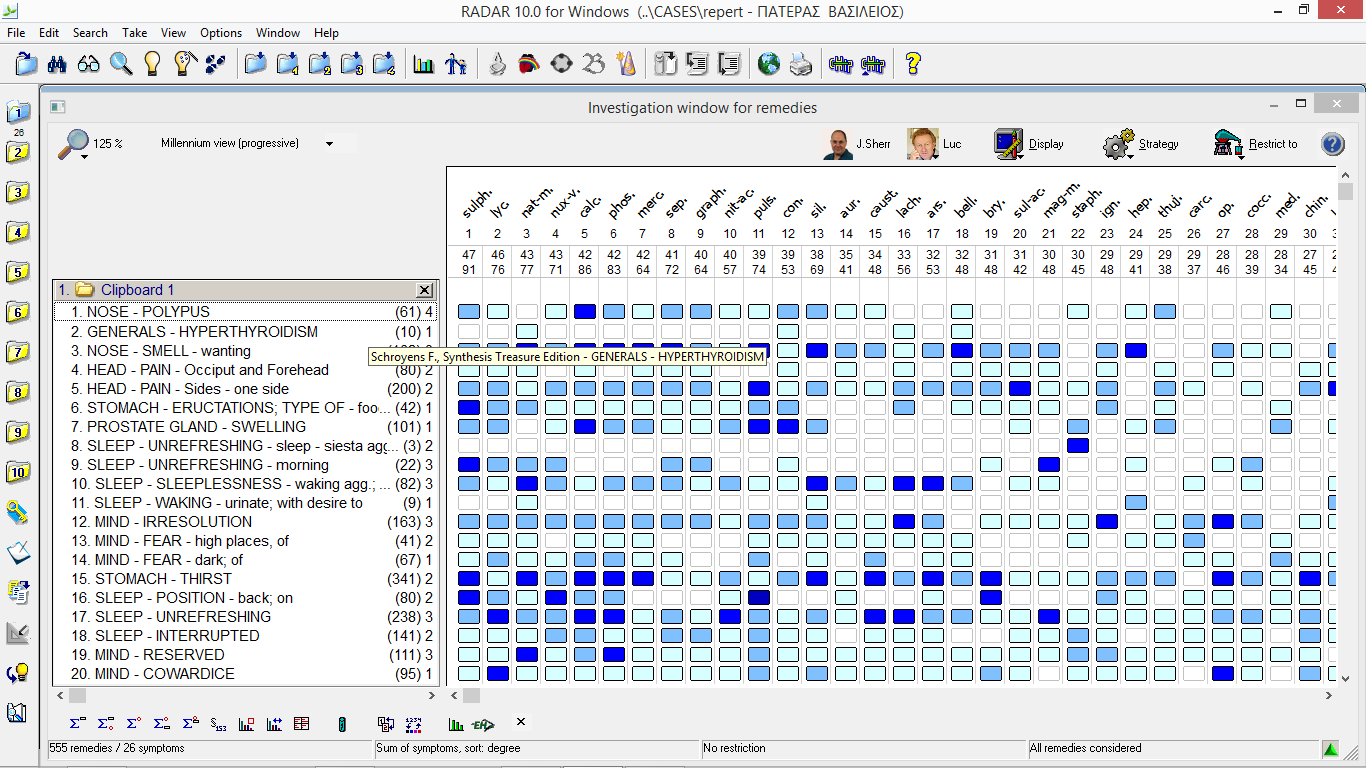 RADAR 10.0 for Windows (..\CASES\repert - ΠΑΤΕΡΑΣ ΒΑΣΙΛΕΙΟΣ)
File Edit Search Take View Options Window Help
Investigation window for remedies
1
26
2
3
4
5
6
7
8
9
10
125 % Millennium view (progressive) J.Sherr Luc Display Strategy Restrict to
sulph. lyc. nat-m. nux-v. calc. phos. merc. sep. graph. nit-ac. puls. con. sil. aur. caust. lach. ars. bell. bry. sul-ac. mag-m. staph. ign. hep. thuj. carc. op. cocc. med. chin.
1 2 3 4 5 6 7 8 9 10 11 12 13 14 15 16 17 18 19 20 21 22 23 24 25 26 27 28 29 30
47 46 43 43 42 42 42 41 40 40 39 39 38 35 34 33 32 32 31 31 30 30 29 29 29 29 28 28 28 27
91 76 77 71 86 83 64 72 64 57 74 53 69 41 48 56 53 48 48 42 48 45 48 41 38 37 46 39 34 45
1. Clipboard 1
1. NOSE - POLYPUS (61) 4
2. GENERALS - HYPERTHYROIDISM (10) 1
3. NOSE - SMELL - wanting
Schroyens F., Synthesis Treasure Edition - GENERALS - HYPERTHYROIDISM
4. HEAD - PAIN - Occiput and Forehead (80) 2
5. HEAD - PAIN - Sides - one side (200) 2
6. STOMACH - ERUCTATIONS; TYPE OF - foo... (42) 1
7. PROSTATE GLAND - SWELLING (101) 1
8. SLEEP - UNREFRESHING - sleep - siesta agg... (3) 2
9. SLEEP - UNREFRESHING - morning (22) 3
10. SLEEP - SLEEPLESSNESS - waking agg.; ... (82) 3
11. SLEEP - WAKING - urinate; with desire to (9) 1
12. MIND - IRRESOLUTION (163) 3
13. MIND - FEAR - high places, of (41) 2
14. MIND - FEAR - dark; of (67) 1
15. STOMACH - THIRST (341) 2
16. SLEEP - POSITION - back; on (80) 2
17. SLEEP - UNREFRESHING (238) 3
18. SLEEP - INTERRUPTED (141) 2
19. MIND - RESERVED (111) 3
20. MIND - COWARDICE (95) 1
555 remedies / 26 symptoms Sum of symptoms, sort: degree No restriction All remedies considered